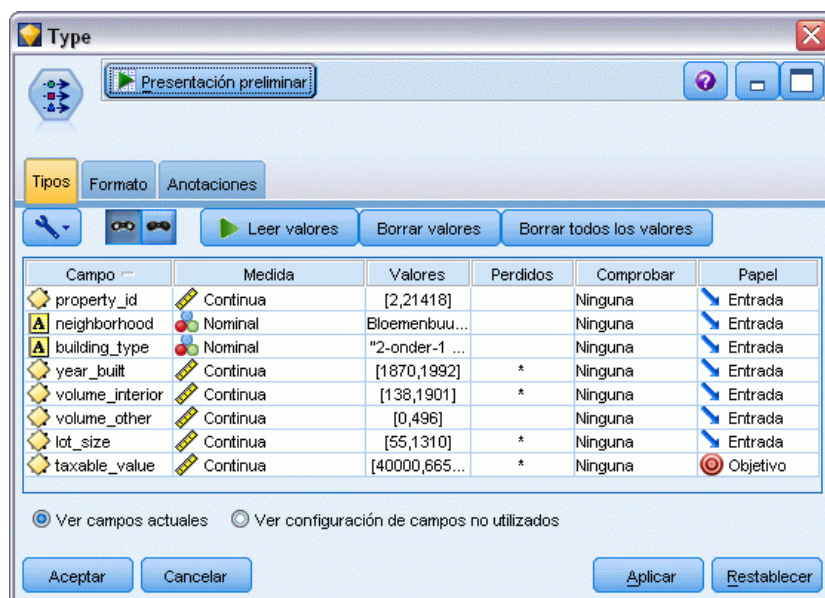 Type
Presentación preliminar
Tipos Formato Anotaciones
Leer valores Borrar valores Borrar todos los valores
Campo Medida Valores Perdidos Comprobar Papel
property_id Continua [2,21418] Ninguna Entrada
A neighborhood Nominal Bloemenbuu... Ninguna Entrada
A building_type Nominal "2-onder-1 ... Ninguna Entrada
year_built Continua [1870,1992] * Ninguna Entrada
volume_interior Continua [138,1901] * Ninguna Entrada
volume_other Continua [0,496] Ninguna Entrada
lot_size Continua [55,1310] * Ninguna Entrada
taxable_value Continua [40000,665... * Ninguna Objetivo
Ver campos actuales Ver configuración de campos no utilizados
Aceptar Cancelar Aplicar Restablecer